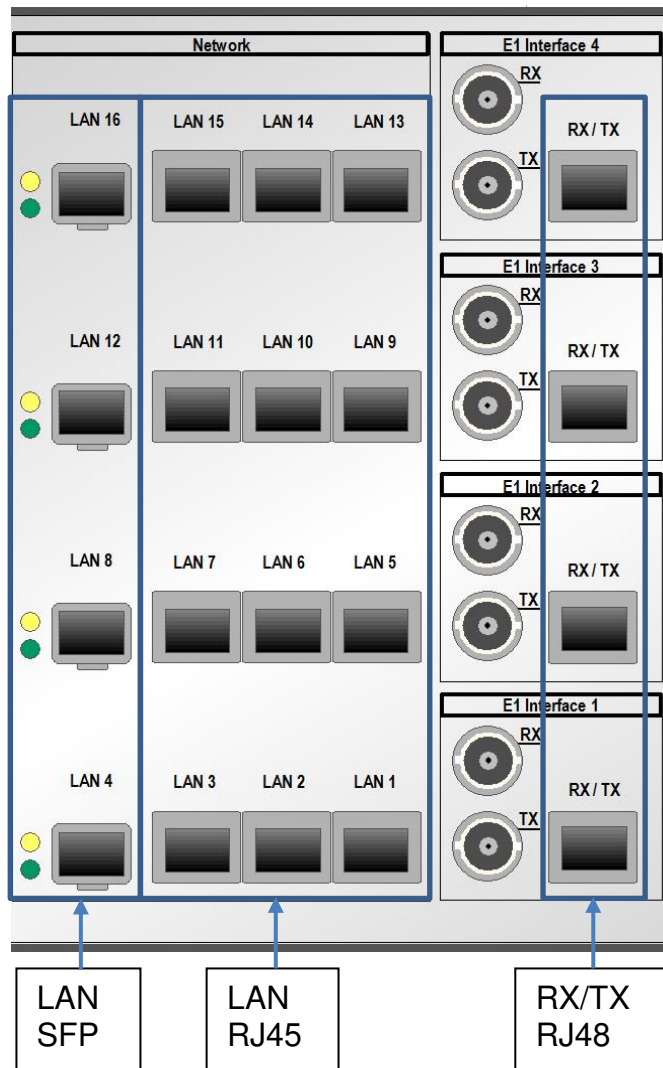 Network
E1 Interface 4
RX
LAN 16
LAN 15
LAN 14
LAN 13
RX / TX
TX
E1 Interface 3
RX
LAN 12
LAN 11
LAN 10
LAN 9
RX / TX
TX
E1 Interface 2
RX
LAN 8
LAN 7
LAN 6
LAN 5
RX / TX
TX
E1 Interface 1
RX
LAN 4
LAN 3
LAN 2
LAN 1
RX / TX
TX
LAN
SFP
LAN
RJ45
RX/TX
RJ48